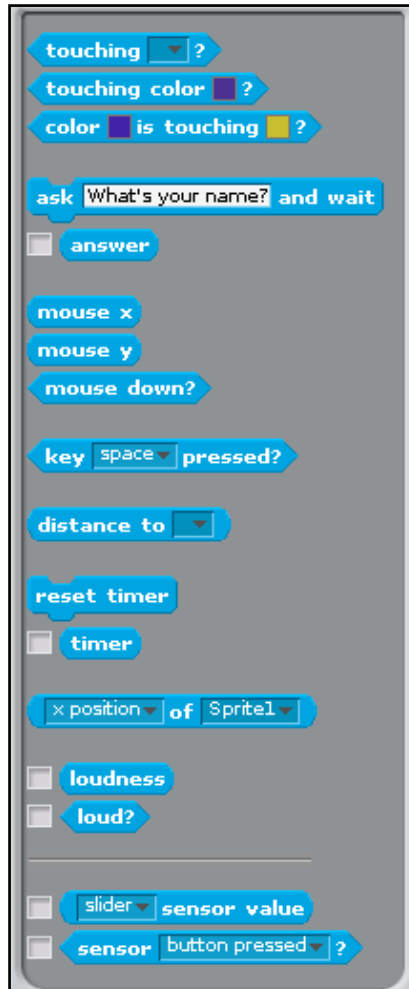 touching ?
touching color ?
color is touching ?
ask What's your name? and wait
answer
mouse x
mouse y
mouse down?
key space pressed?
distance to
reset timer
timer
x position of Sprite1
loudness
loud?
slider sensor value
sensor button pressed ?